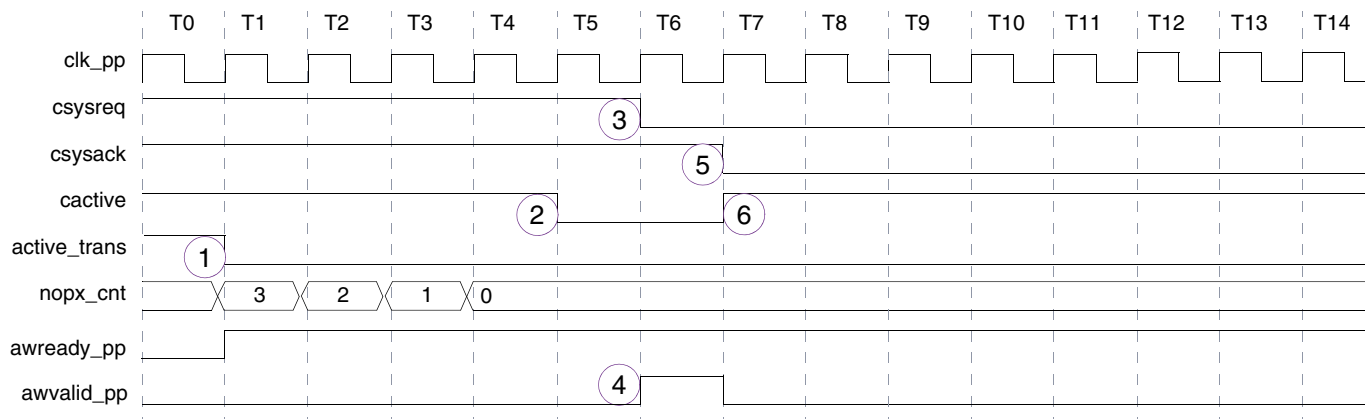 T0 T1 T2 T3 T4 T5 T6 T7 T8 T9 T10 T11 T12 T13 T14
clk_pp
csysreq 3
csysack 5
cactive 2 6
active_trans 1
nopx_cnt 3 2 1 0
awready_pp
awvalid_pp 4